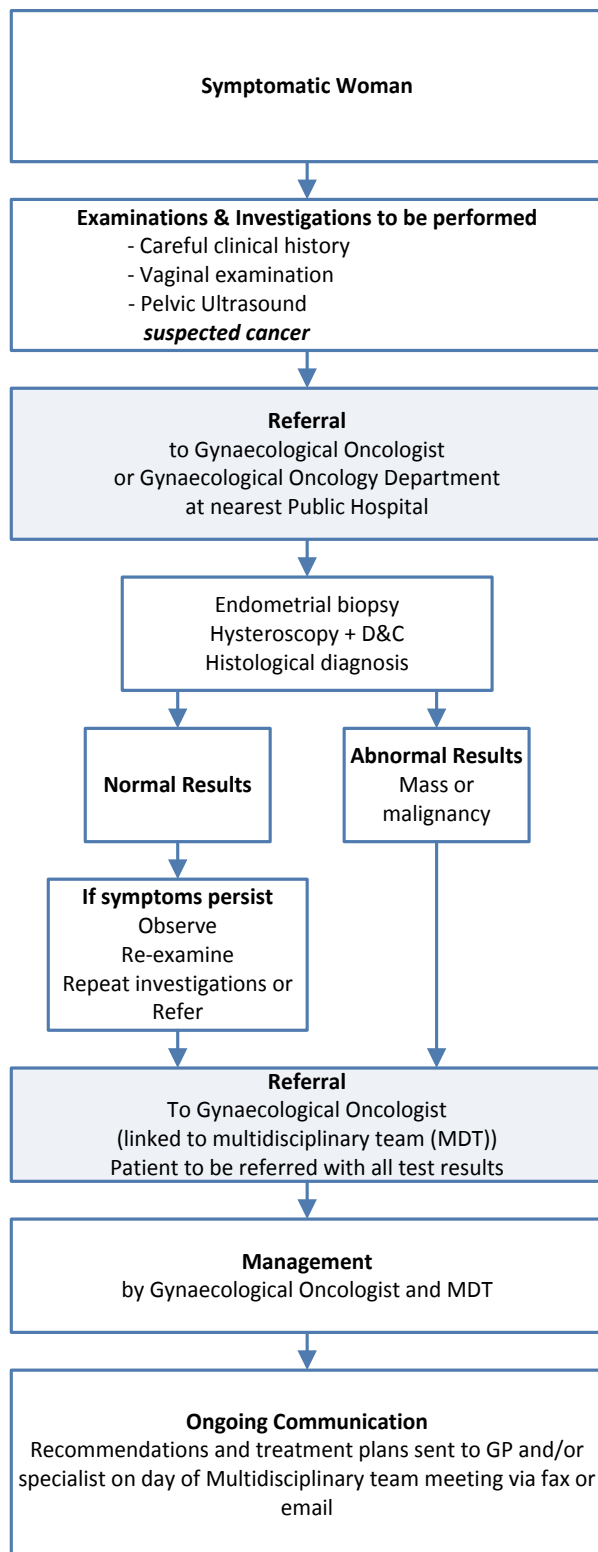 Symptomatic Woman
Examinations & Investigations to be performed
- Careful clinical history
- Vaginal examination
- Pelvic Ultrasound
suspected cancer
Referral
to Gynaecological Oncologist
or Gynaecological Oncology Department
at nearest Public Hospital
Endometrial biopsy
Hysteroscopy + D&C
Histological diagnosis
Normal Results
Abnormal Results
Mass or
malignancy
If symptoms persist
Observe
Re-examine
Repeat investigations or
Refer
Referral
To Gynaecological Oncologist
(linked to multidisciplinary team (MDT))
Patient to be referred with all test results
Management
by Gynaecological Oncologist and MDT
Ongoing Communication
Recommendations and treatment plans sent to GP and/or
specialist on day of Multidisciplinary team meeting via fax or
email